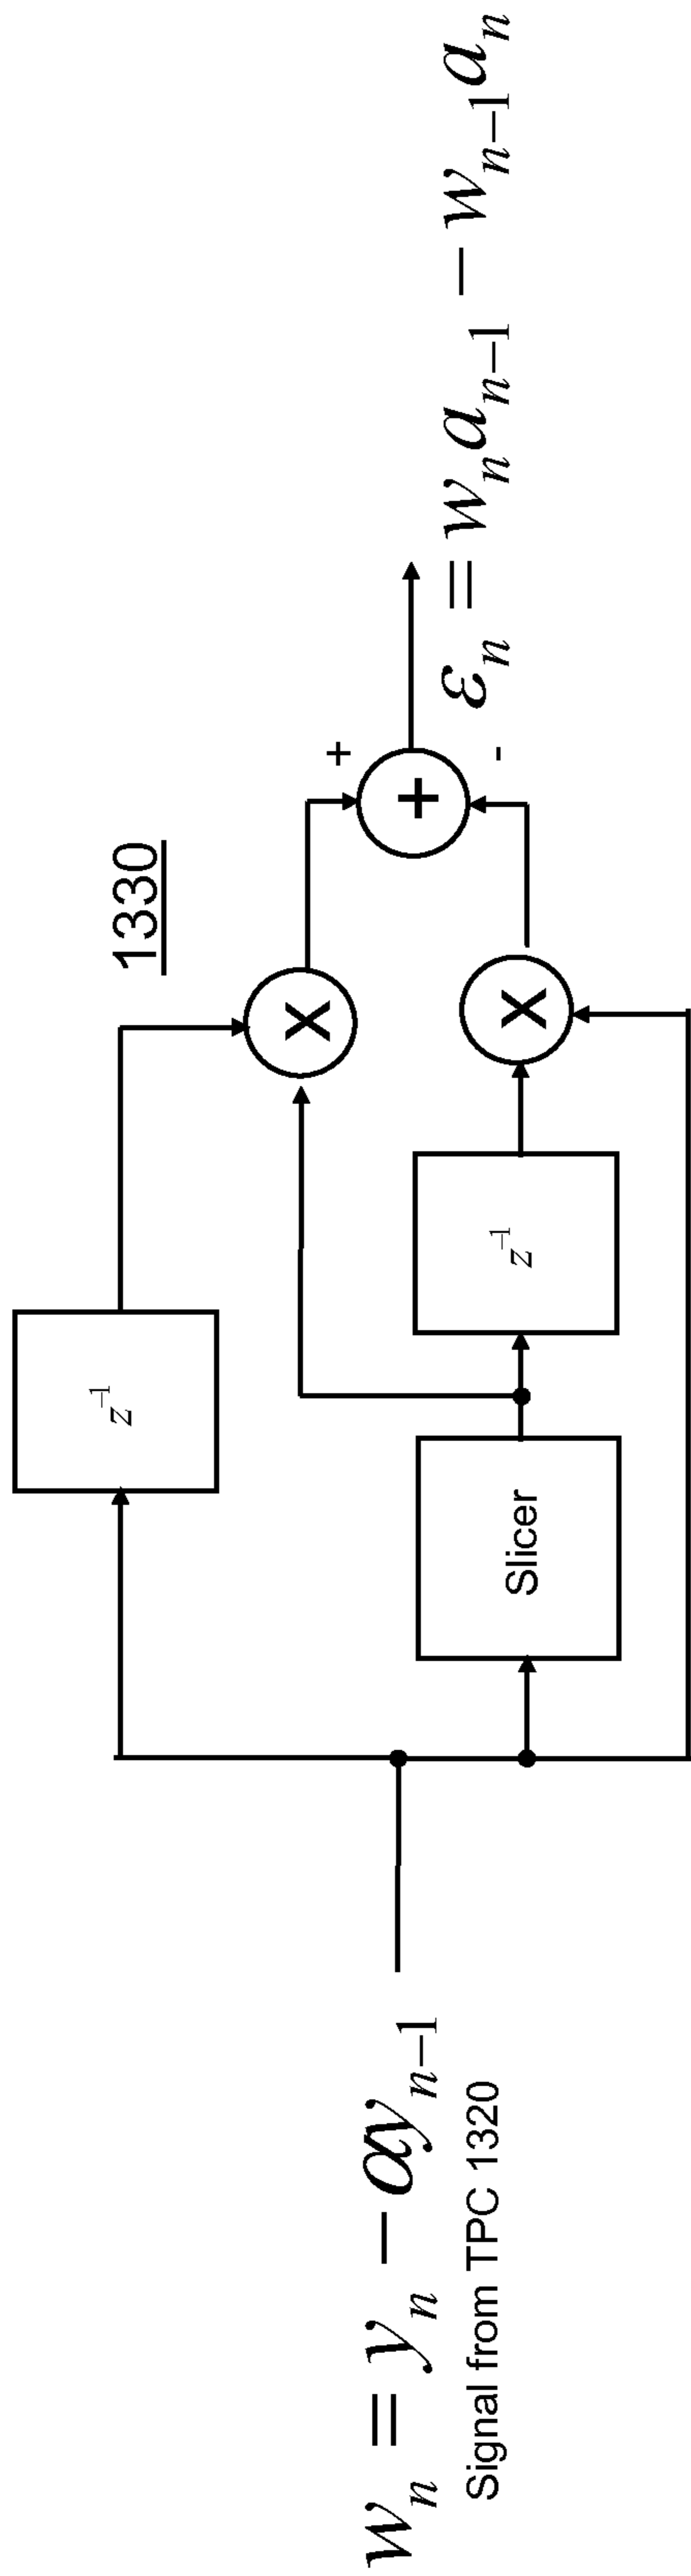 1330
z⁻¹
X
+
w_n = y_n − αy_{n−1}
Signal from TPC 1320
+
ε_n = w_n a_{n−1} − w_{n−1} a_n
-
Slicer
z⁻¹
X